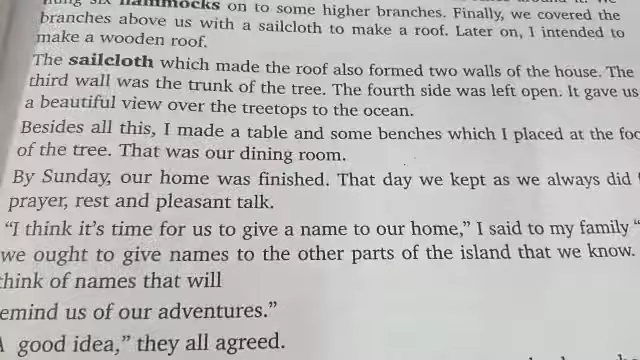 hammocks on to some higher branches. Finally, we covered the
branches above us with a sailcloth to make a roof. Later on, I intended to
make a wooden roof.
The sailcloth which made the roof also formed two walls of the house. The
third wall was the trunk of the tree. The fourth side was left open. It gave us
a beautiful view over the treetops to the ocean.
Besides all this, I made a table and some benches which I placed at the
of the tree. That was our dining room.
By Sunday, our home was finished. That day we kept as we always did
prayer, rest and pleasant talk.
“I think it’s time for us to give a name to our home,” I said to my family “
we ought to give names to the other parts of the island that we know.
think of names that will
emind us of our adventures.”
good idea,” they all agreed.